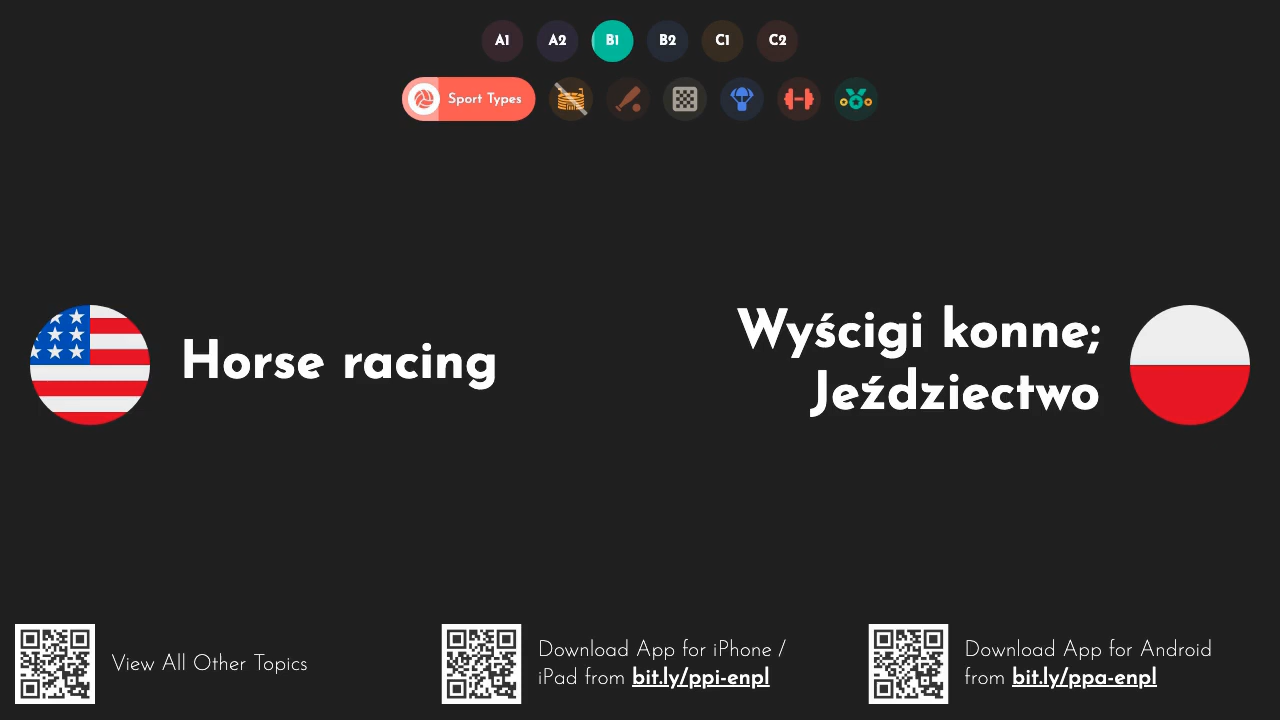 A1 A2 B1 B2 C1 C2
Sport Types
Horse racing
Wyścigi konne;
Jeździectwo
View All Other Topics
Download App for iPhone /
iPad from bit.ly/ppi-enpl
Download App for Android
from bit.ly/ppa-enpl